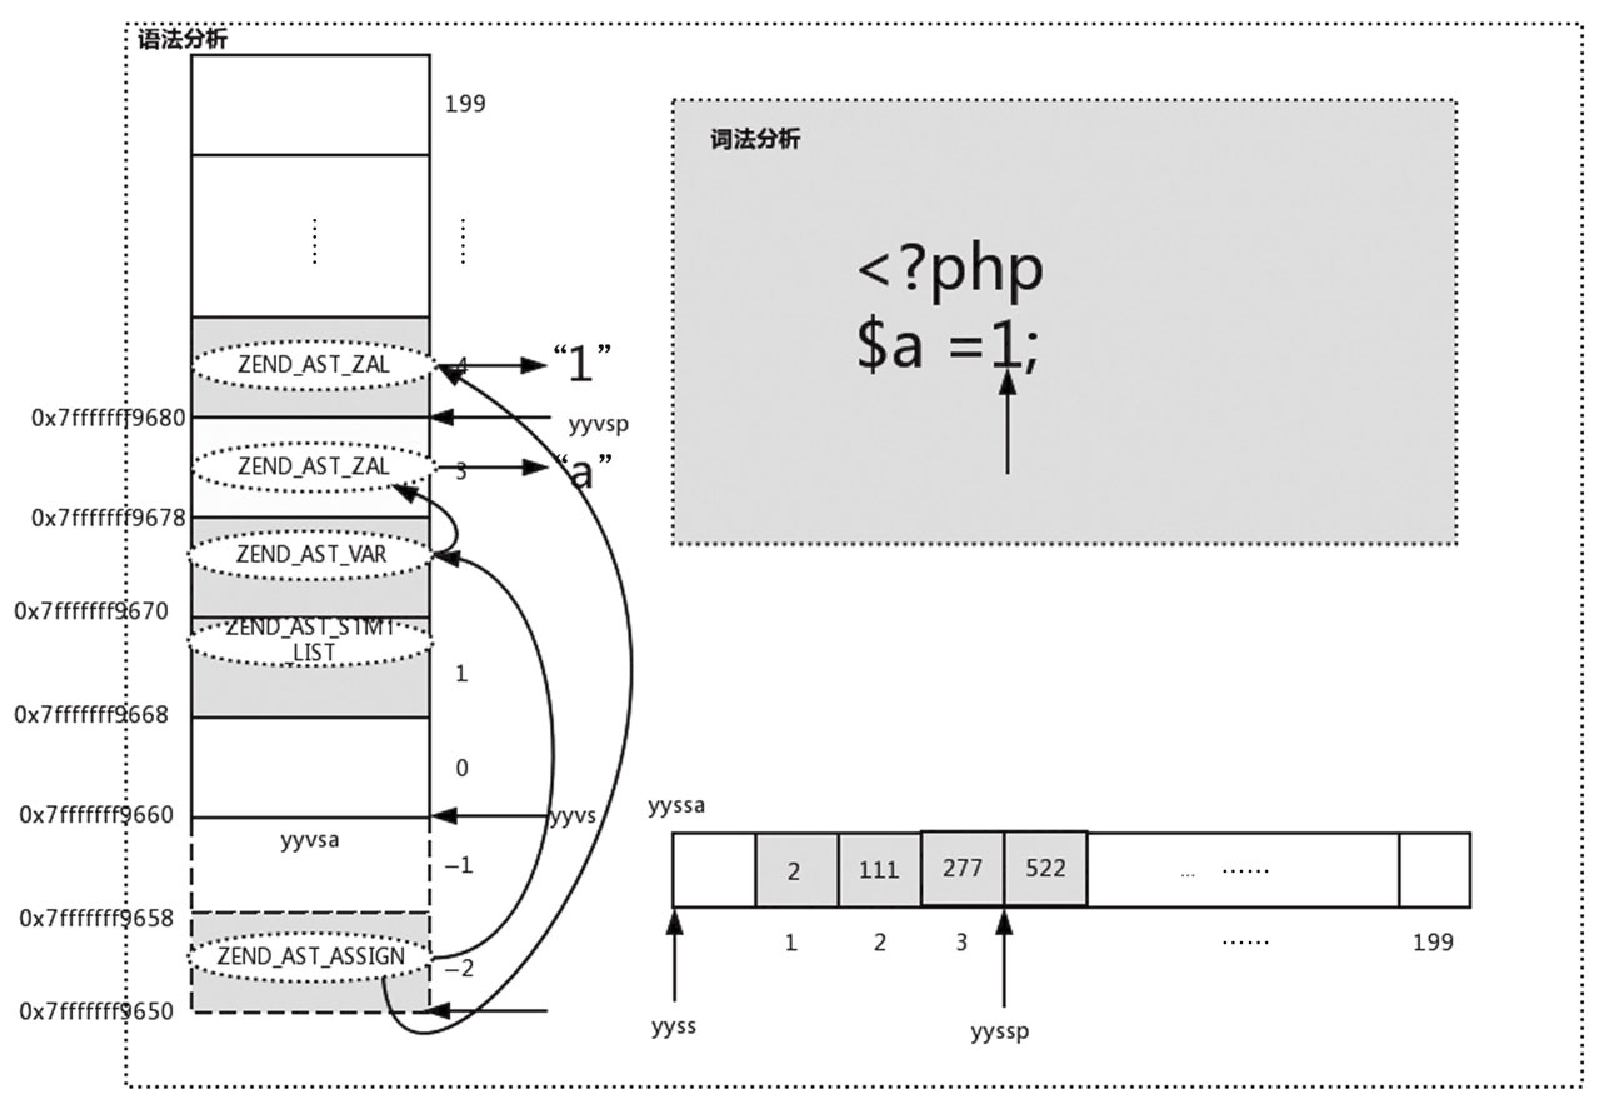 语法分析
199
词法分析
<?php
$a =1;
ZEND_AST_ZAL
4
“1”
0x7fffffff9680
yyvsp
ZEND_AST_ZAL
3
“a”
0x7fffffff9678
ZEND_AST_VAR
0x7fffffff9670
ZEND_AST_STMT
_LIST
1
0x7fffffff9668
0
0x7fffffff9660
yyvs
yyvsa
-1
0x7fffffff9658
ZEND_AST_ASSIGN
-2
0x7fffffff9650
yyssa
2 111 277 522 ... ......
1 2 3 ...... 199
yyss yyssp